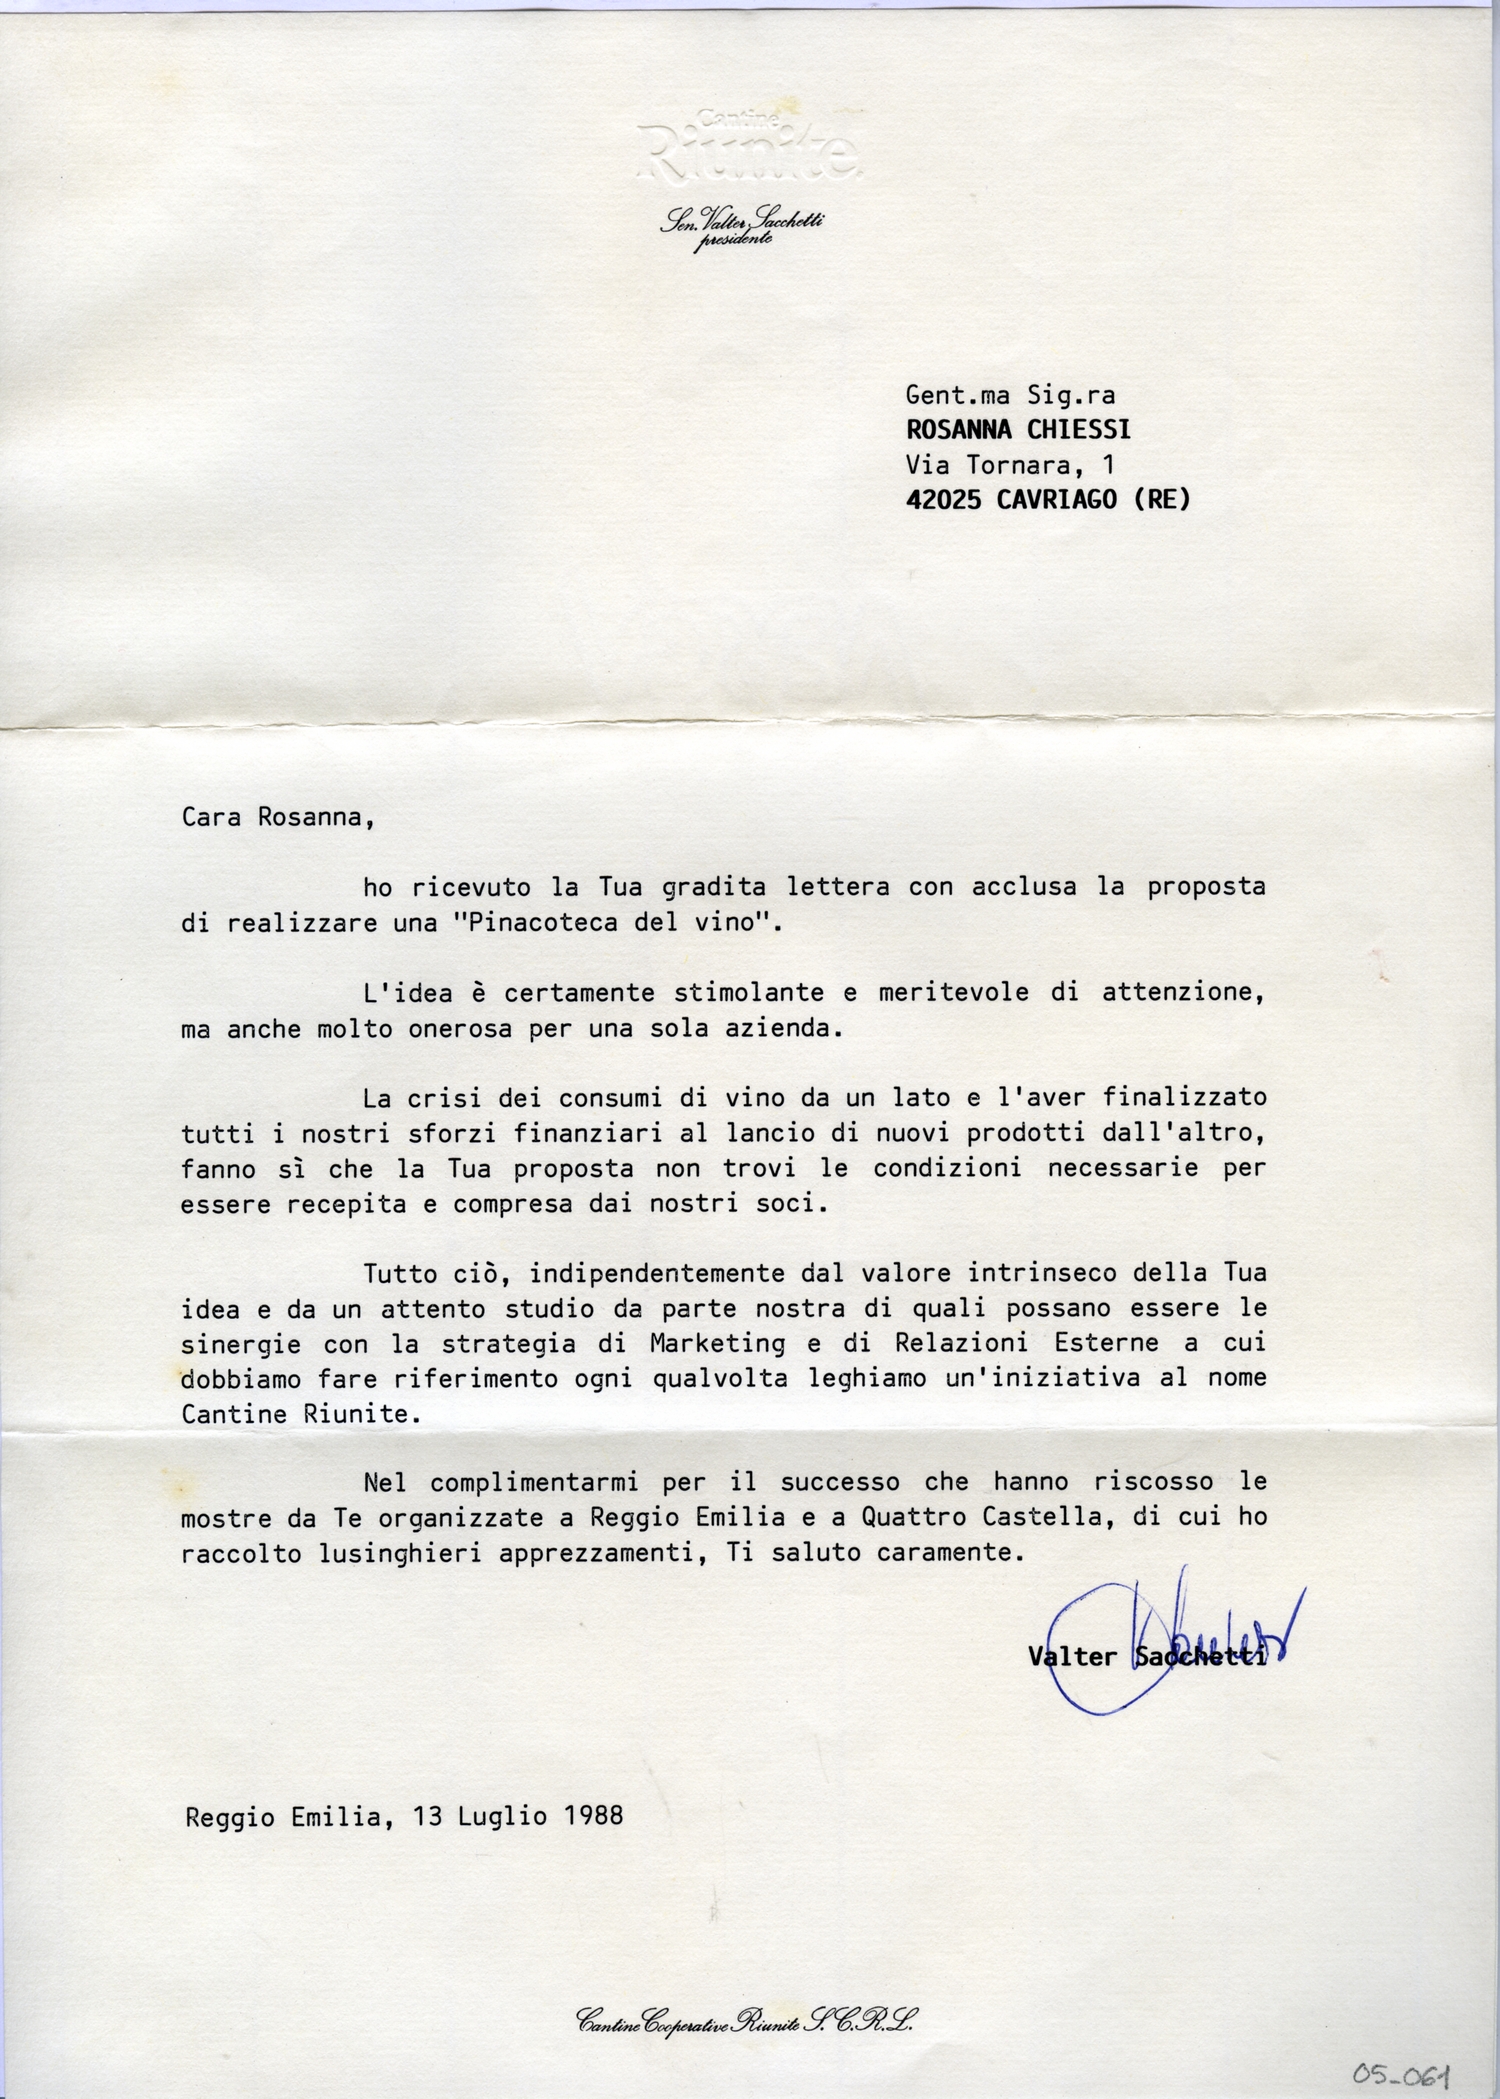 Cantine
Riunite
Sen. Valter Sacchetti
presidente
Gent.ma Sig.ra
ROSANNA CHIESSI
Via Tornara, 1
42025 CAVRIAGO (RE)
Cara Rosanna,
ho ricevuto la Tua gradita lettera con acclusa la proposta
di realizzare una "Pinacoteca del vino".
L'idea è certamente stimolante e meritevole di attenzione,
ma anche molto onerosa per una sola azienda.
La crisi dei consumi di vino da un lato e l'aver finalizzato
tutti i nostri sforzi finanziari al lancio di nuovi prodotti dall'altro,
fanno sì che la Tua proposta non trovi le condizioni necessarie per
essere recepita e compresa dai nostri soci.
Tutto ciò, indipendentemente dal valore intrinseco della Tua
idea e da un attento studio da parte nostra di quali possano essere le
sinergie con la strategia di Marketing e di Relazioni Esterne a cui
dobbiamo fare riferimento ogni qualvolta leghiamo un'iniziativa al nome
Cantine Riunite.
Nel complimentarmi per il successo che hanno riscosso le
mostre da Te organizzate a Reggio Emilia e a Quattro Castella, di cui ho
raccolto lusinghieri apprezzamenti, Ti saluto caramente.
Valter Sacchetti
Reggio Emilia, 13 Luglio 1988
Cantine Cooperative Riunite S.C.R.L.
05-061